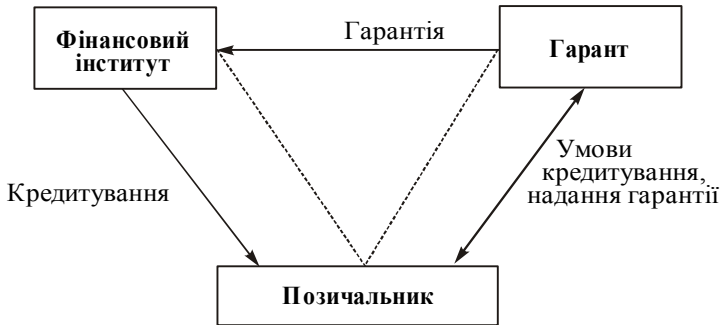 Фінансовий
інститут
Гарантія
Гарант
Кредитування
Умови
кредитування,
надання гарантії
Позичальник